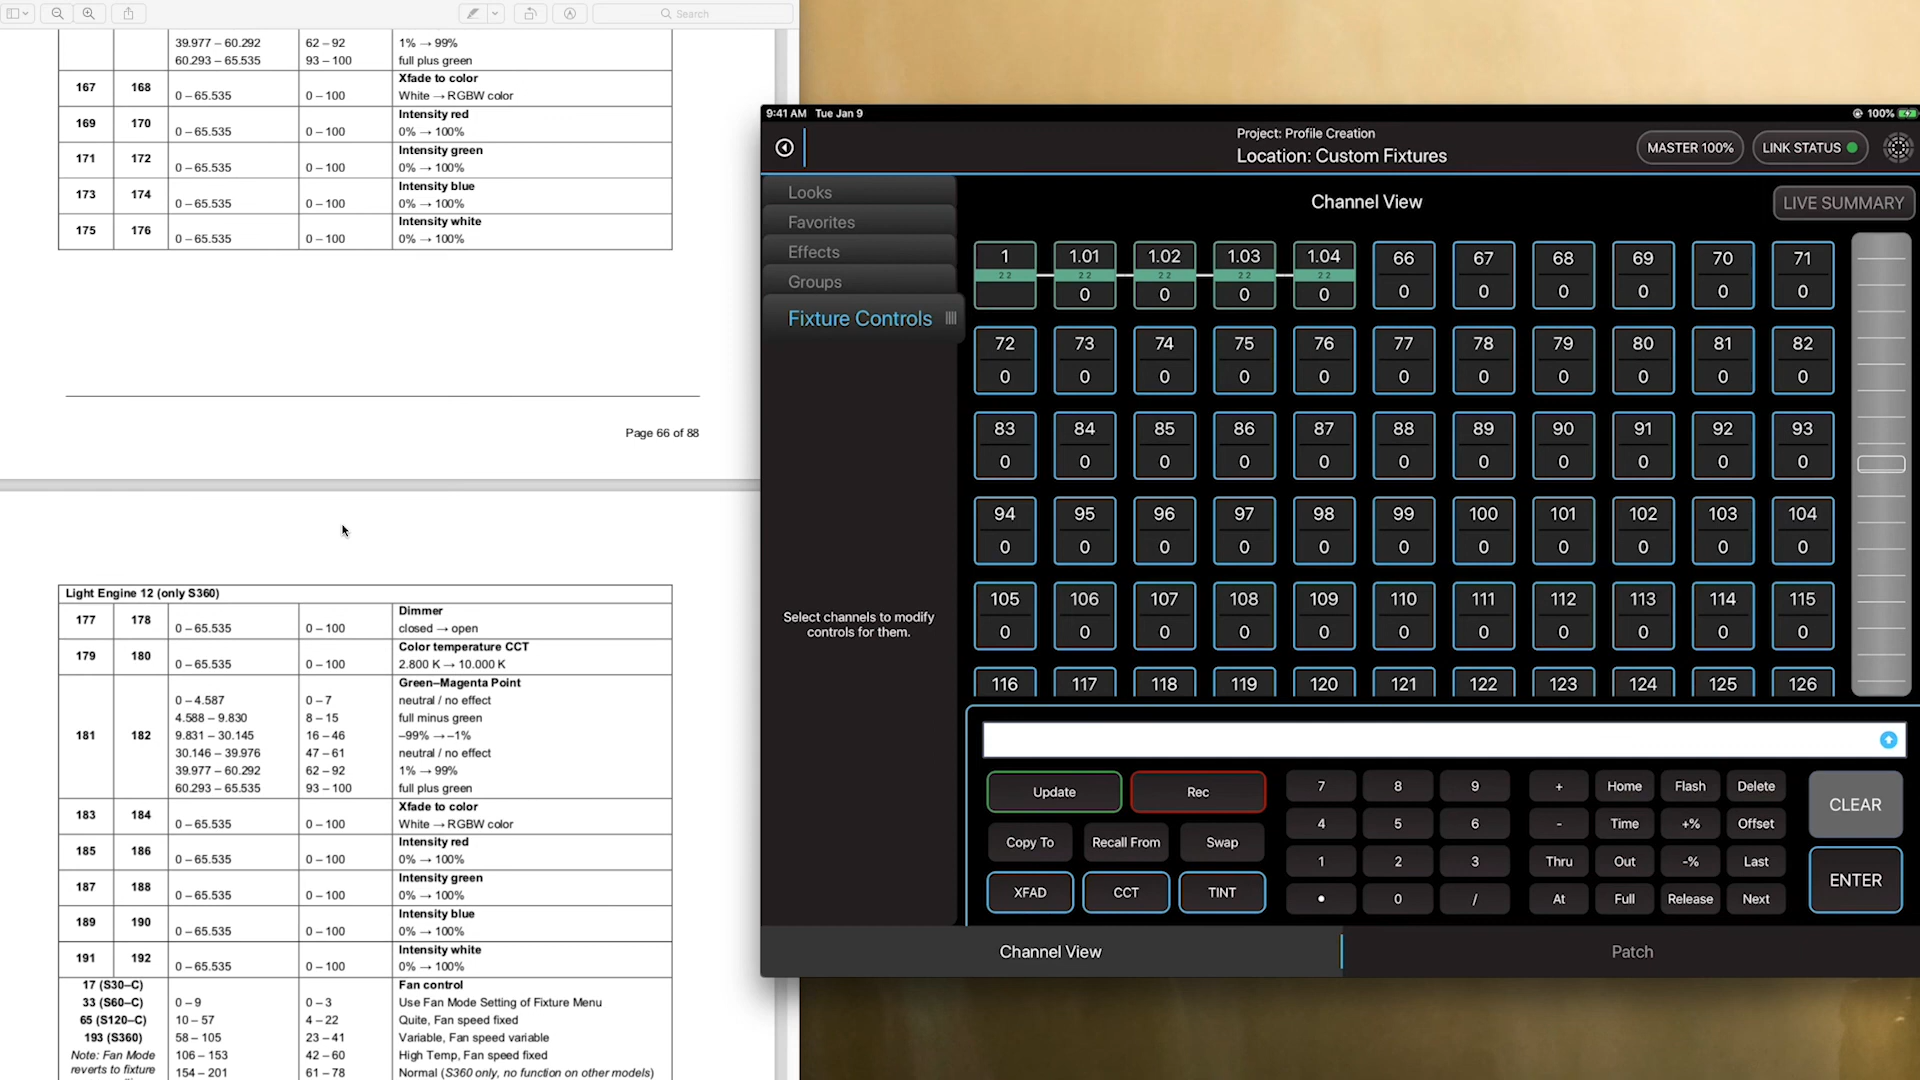 Search
39.977 – 60.292 62 – 92 1% → 99%
60.293 – 65.535 93 – 100 full plus green
167 168 Xfade to color
0 – 65.535 0 – 100 White → RGBW color
169 170 Intensity red
0 – 65.535 0 – 100 0% → 100%
171 172 Intensity green
0 – 65.535 0 – 100 0% → 100%
173 174 Intensity blue
0 – 65.535 0 – 100 0% → 100%
175 176 Intensity white
0 – 65.535 0 – 100 0% → 100%
Page 66 of 88
Light Engine 12 (only S360)
177 178 Dimmer
0 – 65.535 0 – 100 closed → open
179 180 Color temperature CCT
0 – 65.535 0 – 100 2.800 K → 10.000 K
Green–Magenta Point
0 – 4.587 0 – 7 neutral / no effect
4.588 – 9.830 8 – 15 full minus green
181 182 9.831 – 30.145 16 – 46 –99% → –1%
30.146 – 39.976 47 – 61 neutral / no effect
39.977 – 60.292 62 – 92 1% → 99%
60.293 – 65.535 93 – 100 full plus green
183 184 Xfade to color
0 – 65.535 0 – 100 White → RGBW color
185 186 Intensity red
0 – 65.535 0 – 100 0% → 100%
187 188 Intensity green
0 – 65.535 0 – 100 0% → 100%
189 190 Intensity blue
0 – 65.535 0 – 100 0% → 100%
191 192 Intensity white
0 – 65.535 0 – 100 0% → 100%
17 (S30–C) Fan control
33 (S60–C) 0 – 9 0 – 3 Use Fan Mode Setting of Fixture Menu
65 (S120–C) 10 – 57 4 – 22 Quite, Fan speed fixed
193 (S360) 58 – 105 23 – 41 Variable, Fan speed variable
Note: Fan Mode 106 – 153 42 – 60 High Temp, Fan speed fixed
reverts to fixture 154 – 201 61 – 78 Normal (S360 only, no function on other models)
9:41 AM Tue Jan 9 100%
Project: Profile Creation
Location: Custom Fixtures
MASTER 100% LINK STATUS
Looks
Favorites
Effects
Groups
Fixture Controls
Select channels to modify
controls for them.
Channel View LIVE SUMMARY
1 1.01 1.02 1.03 1.04 66 67 68 69 70 71
2 2 2 2 2 2 2 2 2 2
0 0 0 0 0 0 0 0 0 0
72 73 74 75 76 77 78 79 80 81 82
0 0 0 0 0 0 0 0 0 0 0
83 84 85 86 87 88 89 90 91 92 93
0 0 0 0 0 0 0 0 0 0 0
94 95 96 97 98 99 100 101 102 103 104
0 0 0 0 0 0 0 0 0 0 0
105 106 107 108 109 110 111 112 113 114 115
0 0 0 0 0 0 0 0 0 0 0
116 117 118 119 120 121 122 123 124 125 126
Update Rec 7 8 9 + Home Flash Delete CLEAR
4 5 6 - Time +% Offset
Copy To Recall From Swap 1 2 3 Thru Out -% Last ENTER
XFAD CCT TINT • 0 / At Full Release Next
Channel View Patch